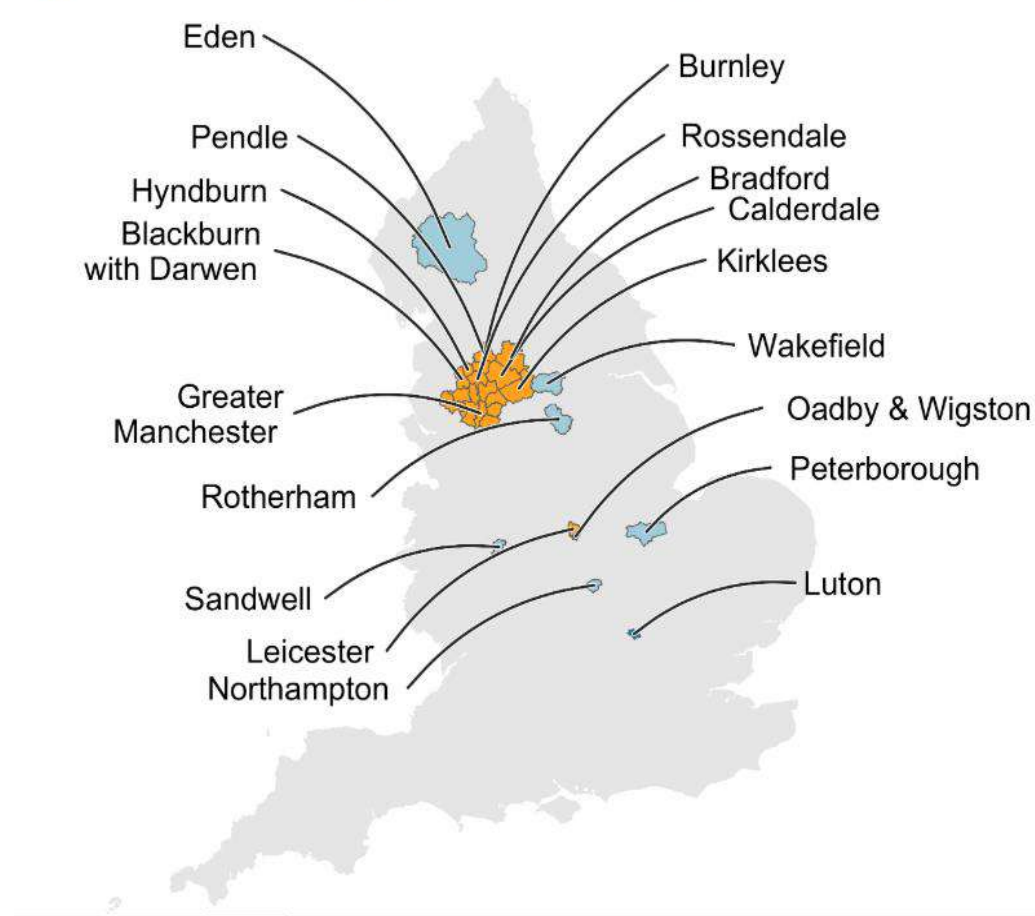 Eden
Burnley
Pendle
Rossendale
Bradford
Hyndburn
Calderdale
Blackburn
with Darwen
Kirklees
Wakefield
Greater
Manchester
Oadby & Wigston
Peterborough
Rotherham
Sandwell
Luton
Leicester
Northampton